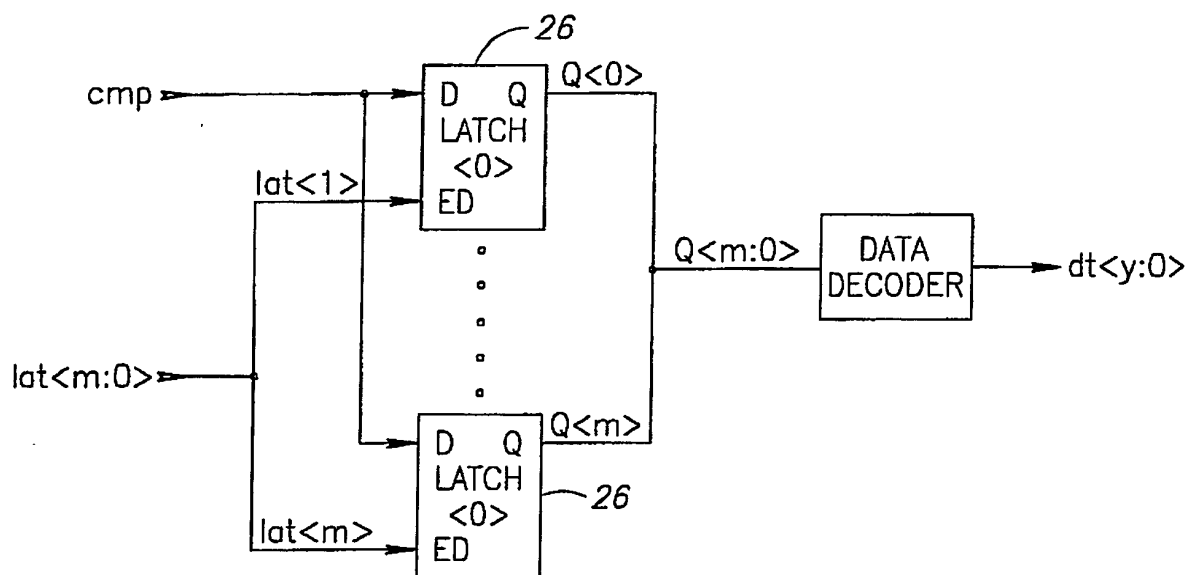 26
cmp
D Q
LATCH
<0>
ED
Q<0>
lat<1>
Q<m:0>
DATA
DECODER
dt<y:0>
lat<m:0>
D Q
LATCH
<0>
ED
Q<m>
26
lat<m>